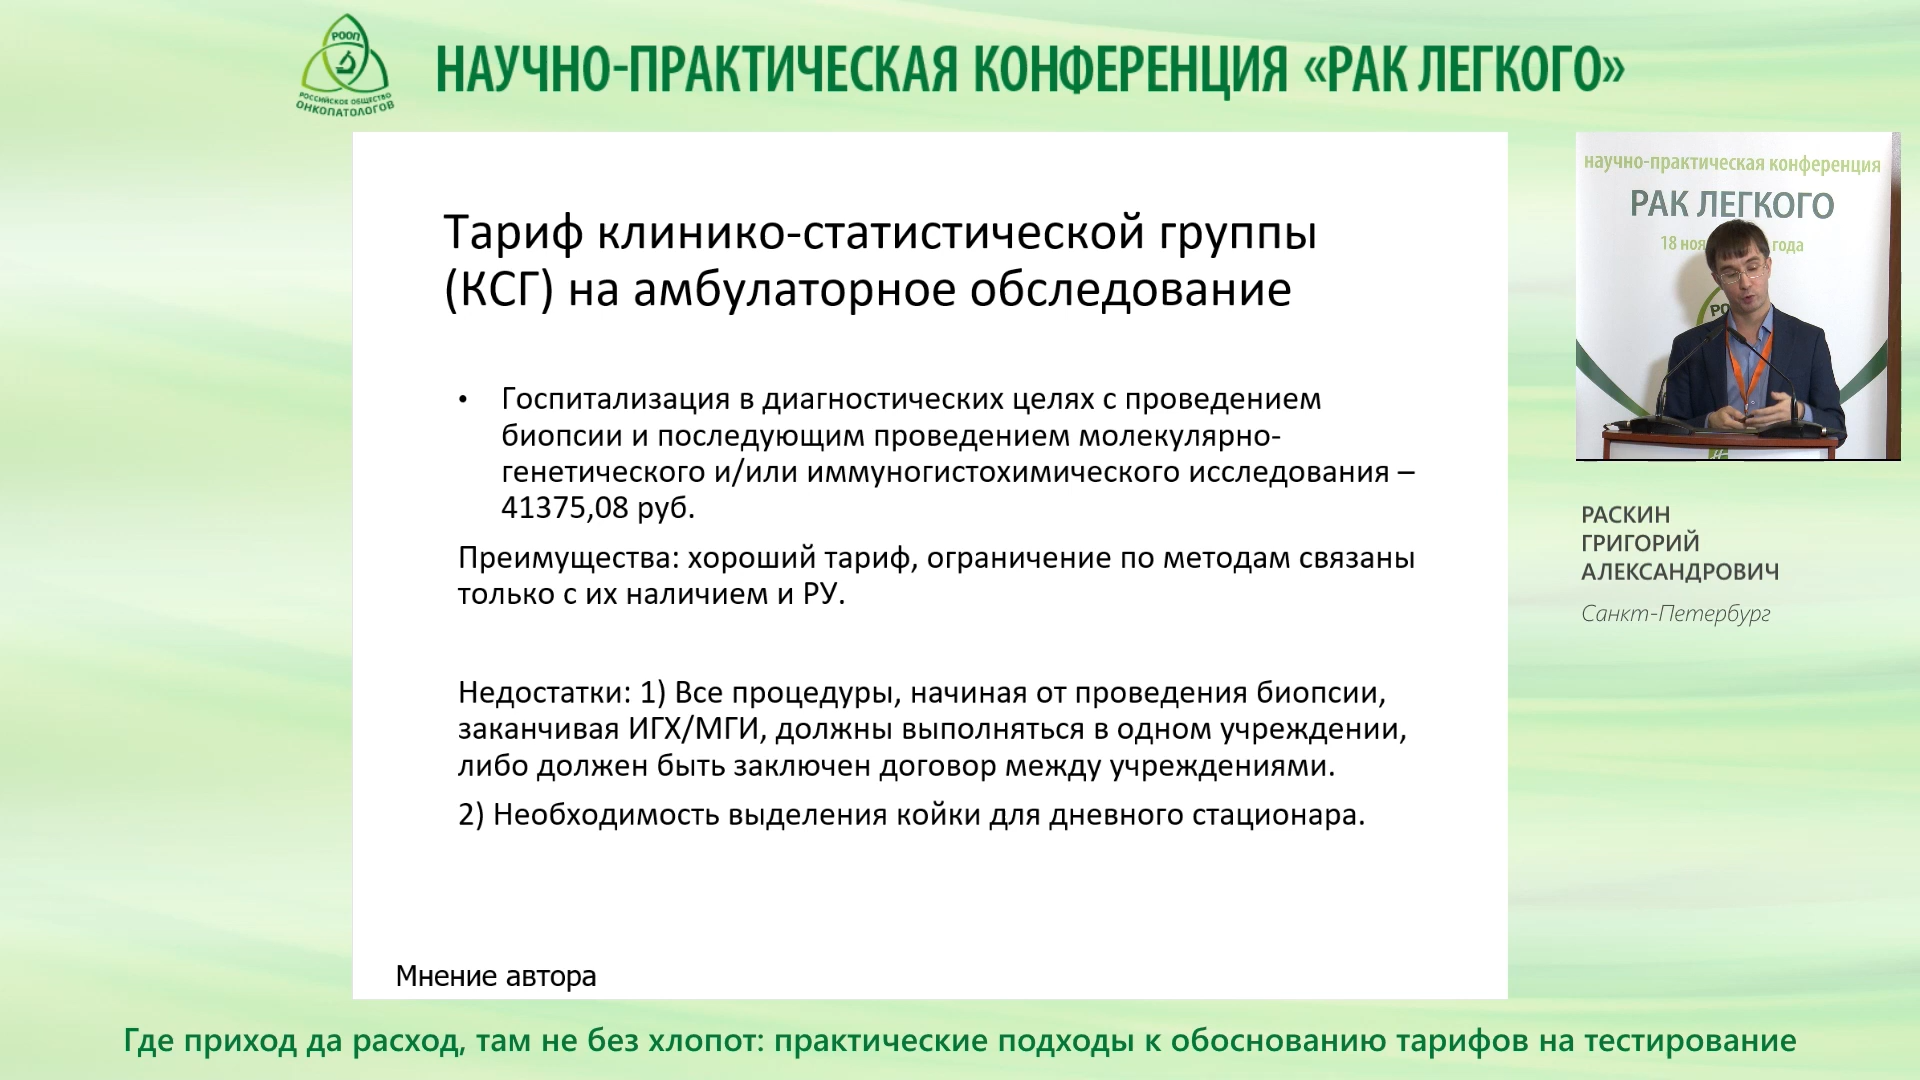 РООП
РОССИЙСКОЕ ОБЩЕСТВО
ОНКОПАТОЛОГОВ
НАУЧНО-ПРАКТИЧЕСКАЯ КОНФЕРЕНЦИЯ «РАК ЛЕГКОГО»
Тариф клинико-статистической группы
(КСГ) на амбулаторное обследование
• Госпитализация в диагностических целях с проведением
биопсии и последующим проведением молекулярно-
генетического и/или иммуногистохимического исследования –
41375,08 руб.
Преимущества: хороший тариф, ограничение по методам связаны
только с их наличием и РУ.
Недостатки: 1) Все процедуры, начиная от проведения биопсии,
заканчивая ИГХ/МГИ, должны выполняться в одном учреждении,
либо должен быть заключен договор между учреждениями.
2) Необходимость выделения койки для дневного стационара.
Мнение автора
научно-практическая конференция
РАК ЛЕГКОГО
18 года
РАСКИН
ГРИГОРИЙ
АЛЕКСАНДРОВИЧ
Санкт-Петербург
Где приход да расход, там не без хлопот: практические подходы к обоснованию тарифов на тестирование